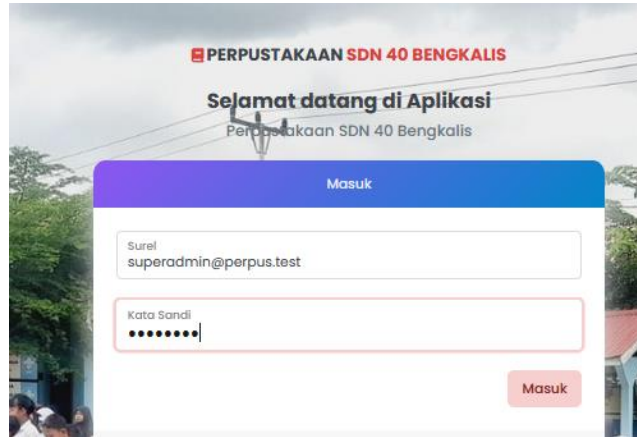 PERPUSTAKAAN SDN 40 BENGKALIS
Selamat datang di Aplikasi
Perpustakaan SDN 40 Bengkalis
Masuk
Surel
superadmin@perpus.test
Kata Sandi
••••••••
Masuk